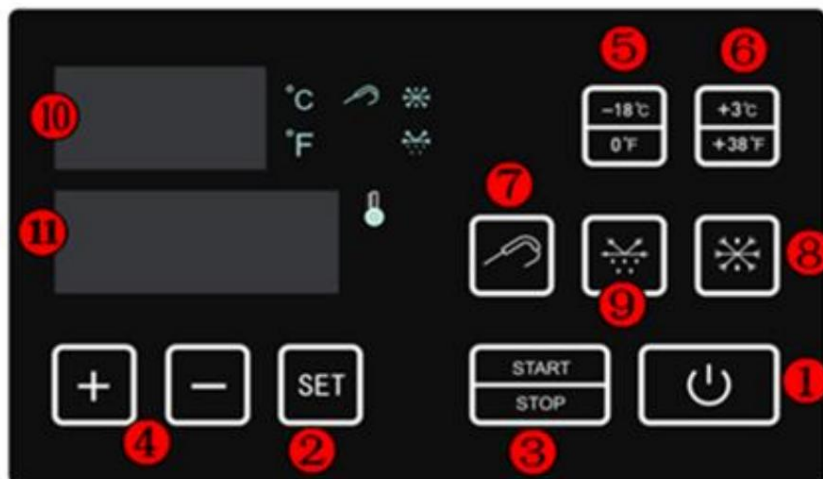 5 6
10 °C -18℃ +3℃
°F 0°F +38°F
7
11
8
9
+ - SET START 1
STOP
4 2 3